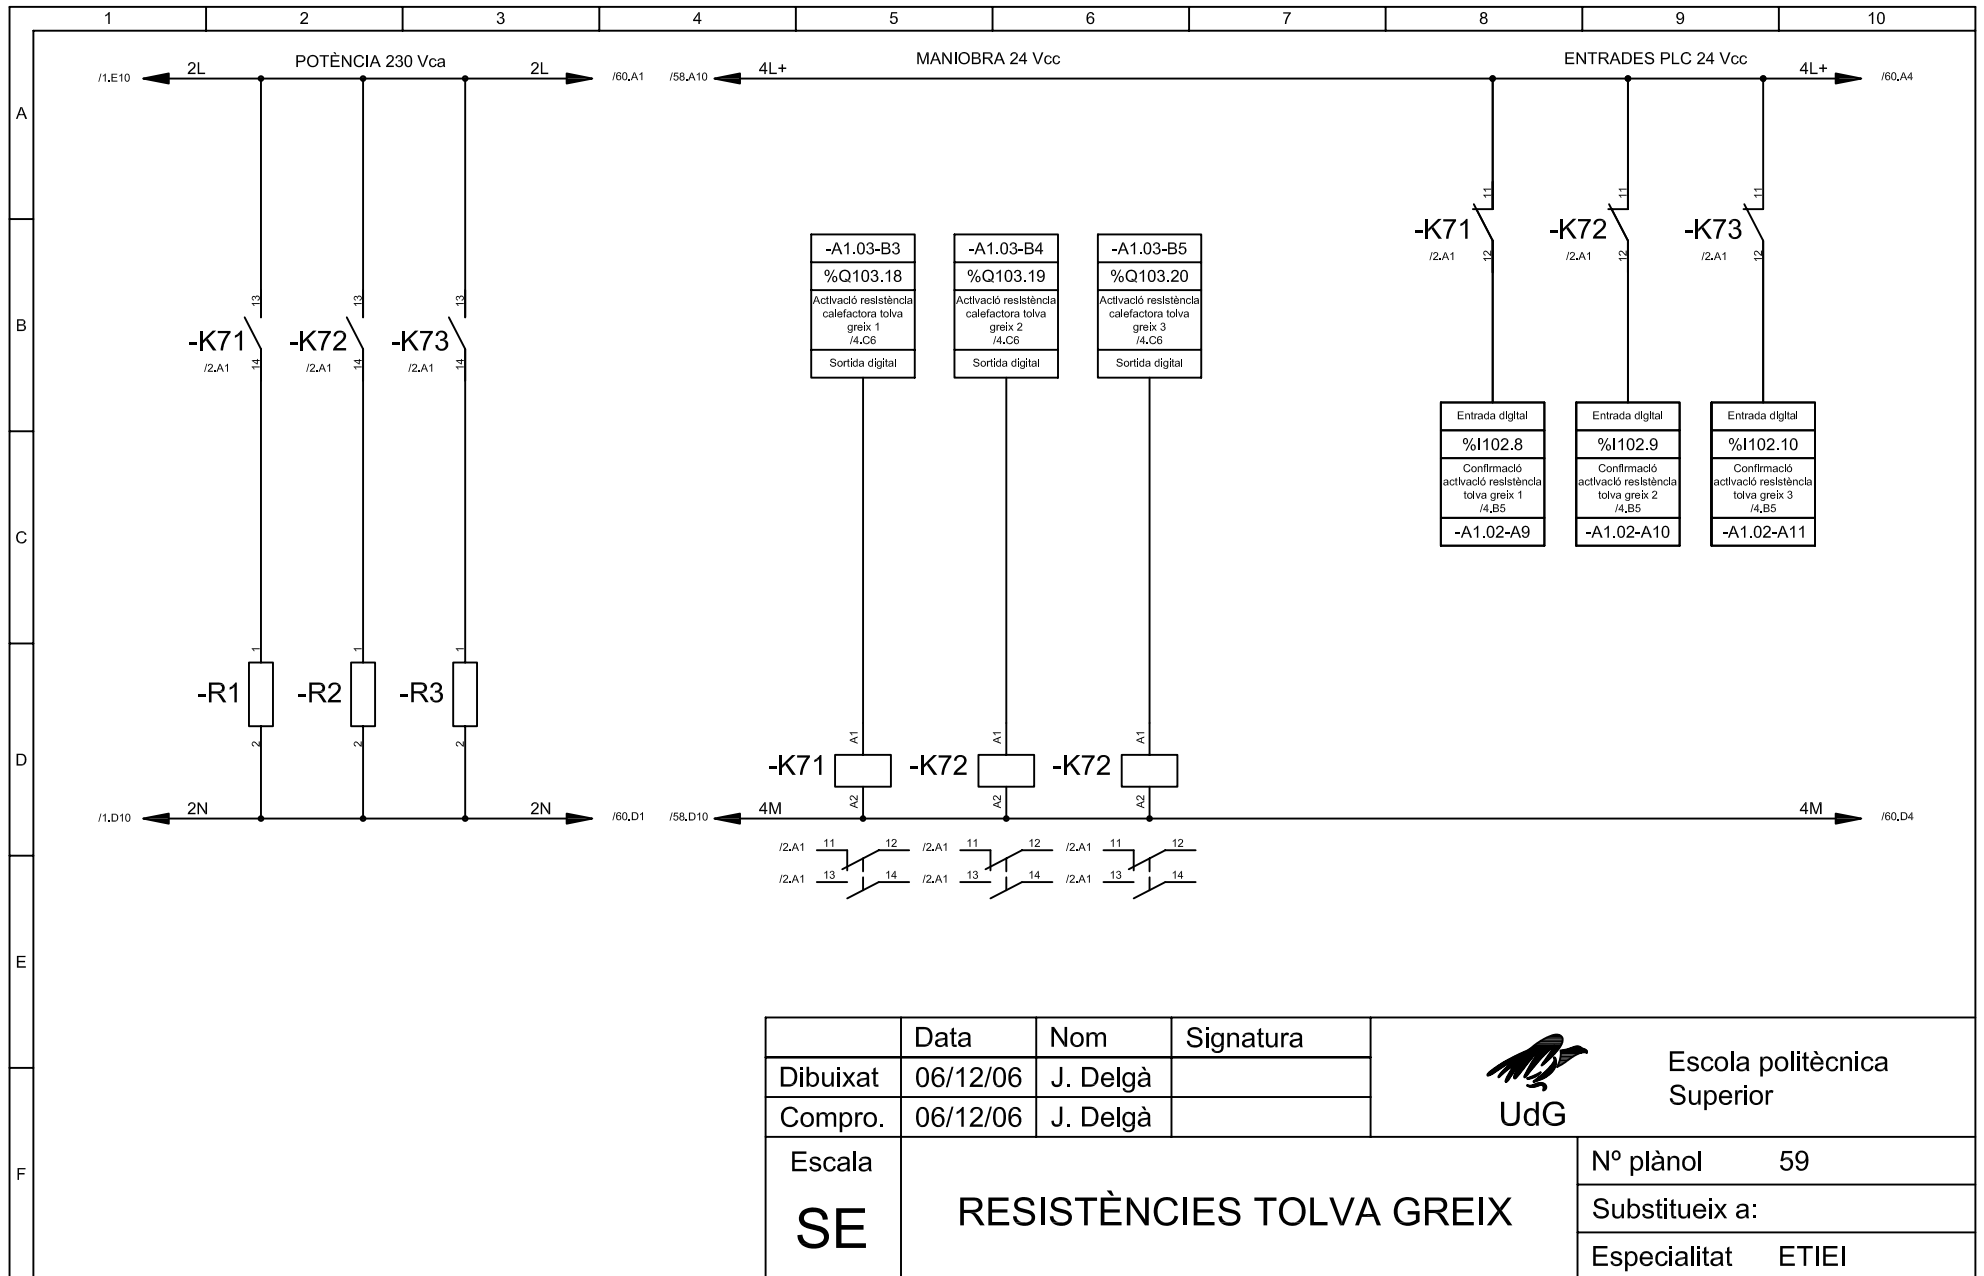 1 2 3 4 5 6 7 8 9 10
A
B
C
D
E
F
POTÈNCIA 230 Vca
MANIOBRA 24 Vcc
ENTRADES PLC 24 Vcc
/1.E10 2L 2L /60.A1
/58.A10 4L+ 4L+ /60.A4
13 13 13
-K71 -K72 -K73
/2.A1 /2.A1 /2.A1
14 14 14
1 1 1
-R1 -R2 -R3
2 2 2
/1.D10 2N 2N /60.D1
-A1.03-B3
%Q103.18
Activació resistència
calefactora tolva
greix 1
/4.C6
Sortida digital
-A1.03-B4
%Q103.19
Activació resistència
calefactora tolva
greix 2
/4.C6
Sortida digital
-A1.03-B5
%Q103.20
Activació resistència
calefactora tolva
greix 3
/4.C6
Sortida digital
A1 A1 A1
-K71 -K72 -K72
A2 A2 A2
/58.D10 4M 4M /60.D4
/2.A1 11 12 /2.A1 11 12 /2.A1 11 12
/2.A1 13 14 /2.A1 13 14 /2.A1 13 14
11 11 11
-K71 -K72 -K73
/2.A1 /2.A1 /2.A1
12 12 12
Entrada digital
%I102.8
Confirmació
activació resistència
tolva greix 1
/4.B5
-A1.02-A9
Entrada digital
%I102.9
Confirmació
activació resistència
tolva greix 2
/4.B5
-A1.02-A10
Entrada digital
%I102.10
Confirmació
activació resistència
tolva greix 3
/4.B5
-A1.02-A11
Data Nom Signatura
Dibuixat 06/12/06 J. Delgà
Compro. 06/12/06 J. Delgà
UdG
Escola politècnica
Superior
Escala
SE
RESISTÈNCIES TOLVA GREIX
Nº plànol 59
Substitueix a:
Especialitat ETIEI